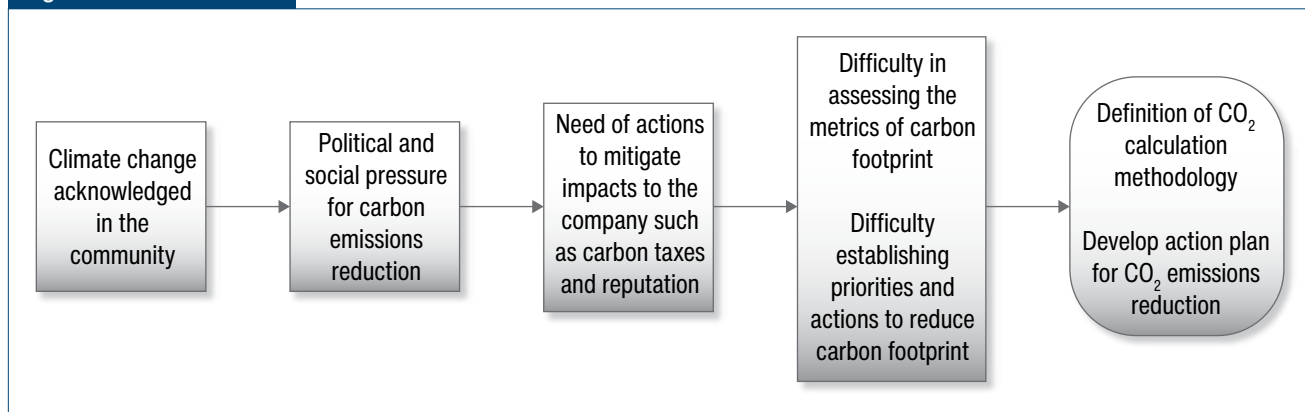 Climate change
acknowledged
in the
community
Political and
social pressure
for carbon
emissions
reduction
Need of actions
to mitigate
impacts to the
company such
as carbon taxes
and reputation
Difficulty in
assessing the
metrics of carbon
footprint
Difficulty
establishing
priorities and
actions to reduce
carbon footprint
Definition of CO₂
calculation
methodology
Develop action plan
for CO₂ emissions
reduction